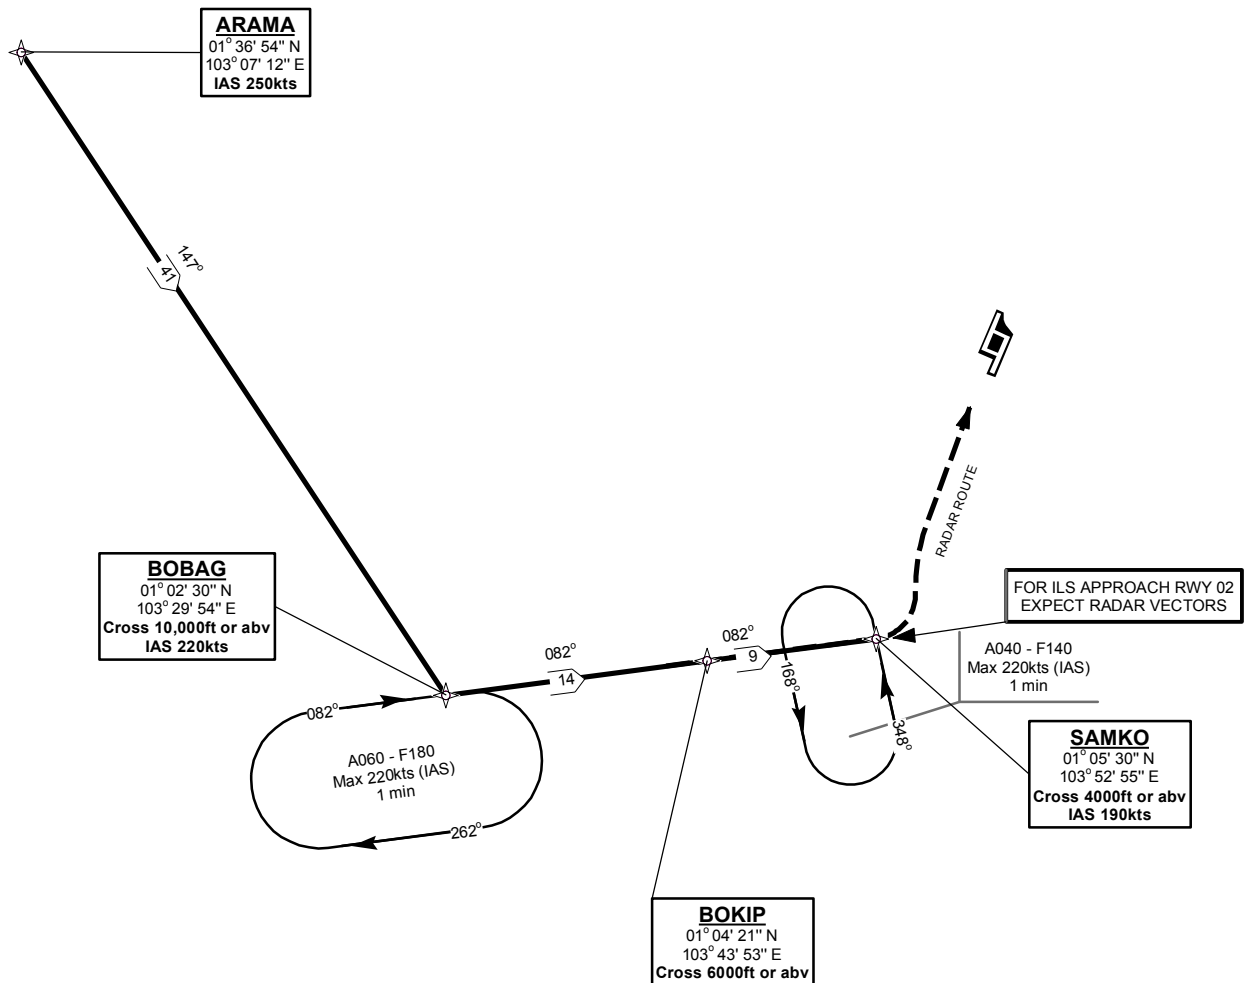 ARAMA
01° 36' 54" N
103° 07' 12" E
IAS 250kts
147°
41
RADAR ROUTE
BOBAG
01° 02' 30" N
103° 29' 54" E
Cross 10,000ft or abv
IAS 220kts
FOR ILS APPROACH RWY 02
EXPECT RADAR VECTORS
082°
14
082°
9
A040 - F140
Max 220kts (IAS)
1 min
168°
348°
082°
A060 - F180
Max 220kts (IAS)
1 min
262°
SAMKO
01° 05' 30" N
103° 52' 55" E
Cross 4000ft or abv
IAS 190kts
BOKIP
01° 04' 21" N
103° 43' 53" E
Cross 6000ft or abv